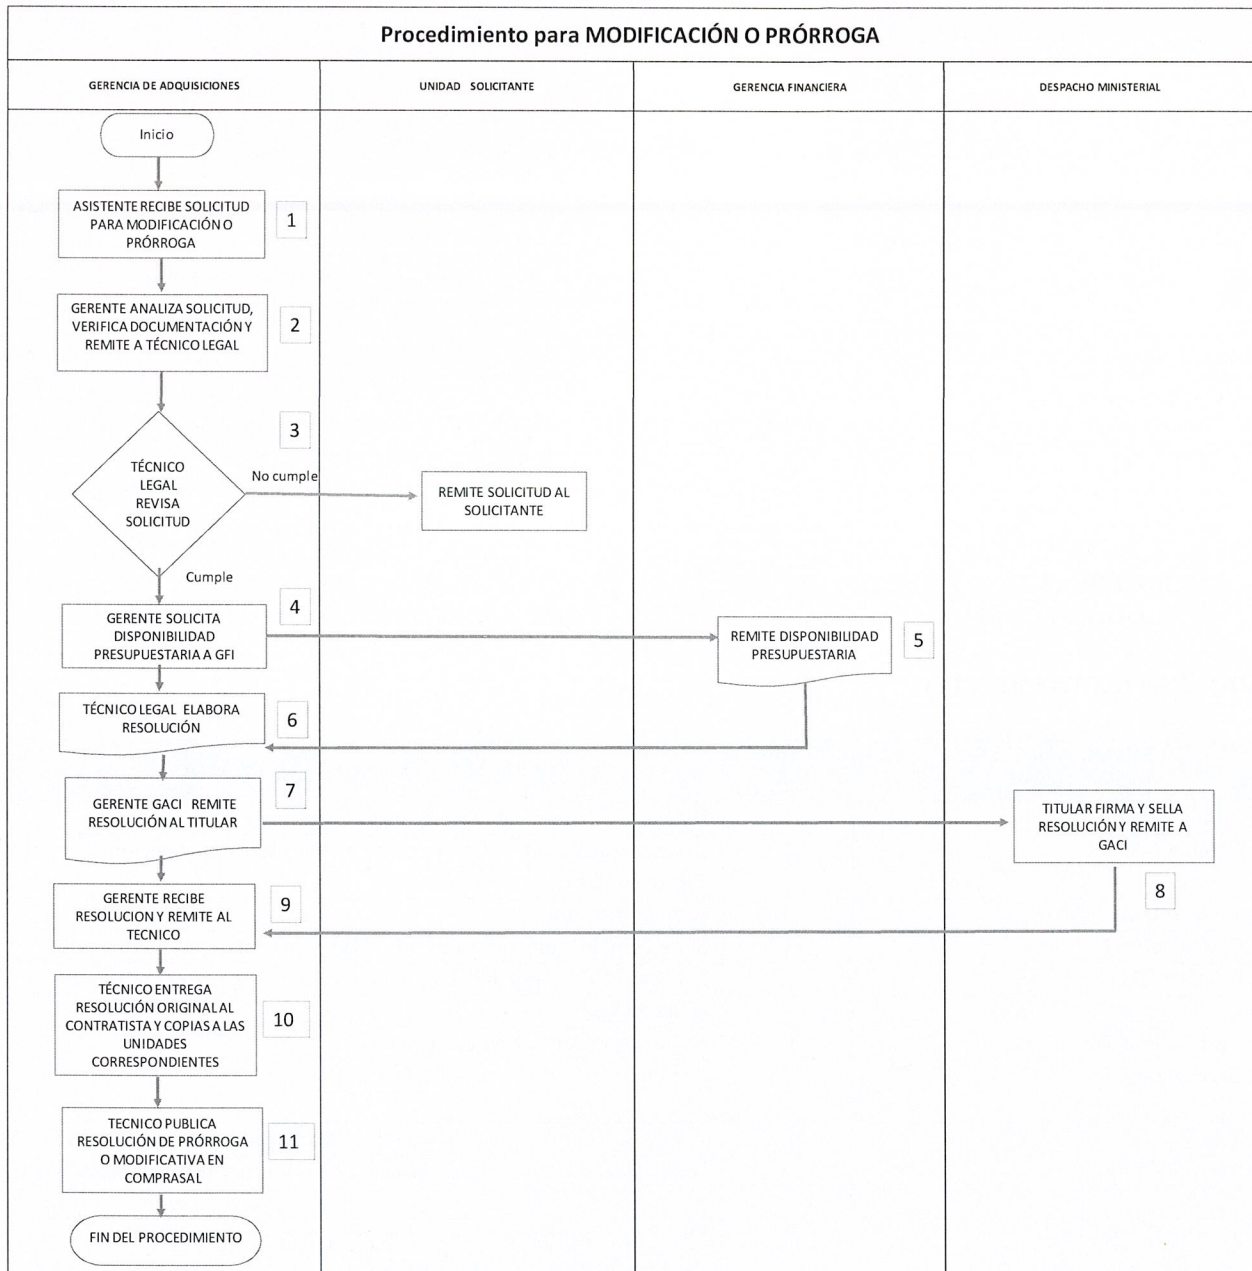 Procedimiento para MODIFICACIÓN O PRÓRROGA
GERENCIA DE ADQUISICIONES
UNIDAD SOLICITANTE
GERENCIA FINANCIERA
DESPACHO MINISTERIAL
Inicio
ASISTENTE RECIBE SOLICITUD
PARA MODIFICACIÓN O
PRÓRROGA
1
GERENTE ANALIZA SOLICITUD,
VERIFICA DOCUMENTACIÓN Y
REMITE A TÉCNICO LEGAL
2
3
TÉCNICO
LEGAL
REVISA
SOLICITUD
No cumple
REMITE SOLICITUD AL
SOLICITANTE
Cumple
4
GERENTE SOLICITA
DISPONIBILIDAD
PRESUPUESTARIA A GFI
REMITE DISPONIBILIDAD
PRESUPUESTARIA
5
TÉCNICO LEGAL ELABORA
RESOLUCIÓN
6
7
GERENTE GACI REMITE
RESOLUCIÓN AL TITULAR
TITULAR FIRMA Y SELLA
RESOLUCIÓN Y REMITE A
GACI
8
GERENTE RECIBE
RESOLUCION Y REMITE AL
TECNICO
9
TÉCNICO ENTREGA
RESOLUCIÓN ORIGINAL AL
CONTRATISTA Y COPIAS A LAS
UNIDADES
CORRESPONDIENTES
10
TECNICO PUBLICA
RESOLUCIÓN DE PRÓRROGA
O MODIFICATIVA EN
COMPRASAL
11
FIN DEL PROCEDIMIENTO